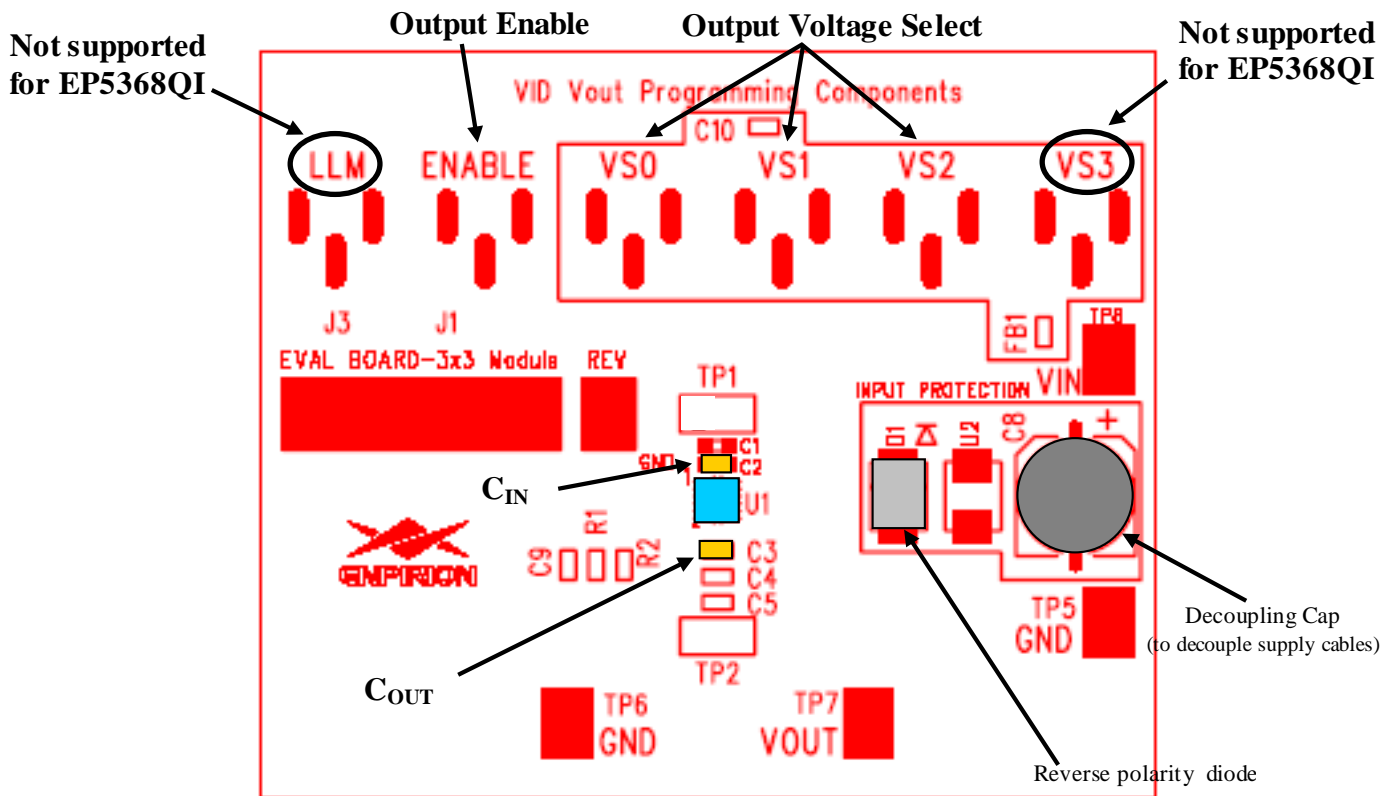 Not supported
for EP5368QI
Output Enable
Output Voltage Select
Not supported
for EP5368QI
VID Vout Programming Components
C10
LLM
ENABLE
VS0
VS1
VS2
VS3
J3
J1
FB1
TP8
VIN
EVAL BOARD-3x3 Module
REV
TP1
INPUT PROTECTION
C1
GND
C2
1
U1
D1
U2
C8
+
CIN
C9
R1
R2
C3
C4
C5
ENPIRION
TP2
TP5
GND
Decoupling Cap
(to decouple supply cables)
COUT
TP6
GND
TP7
VOUT
Reverse polarity diode